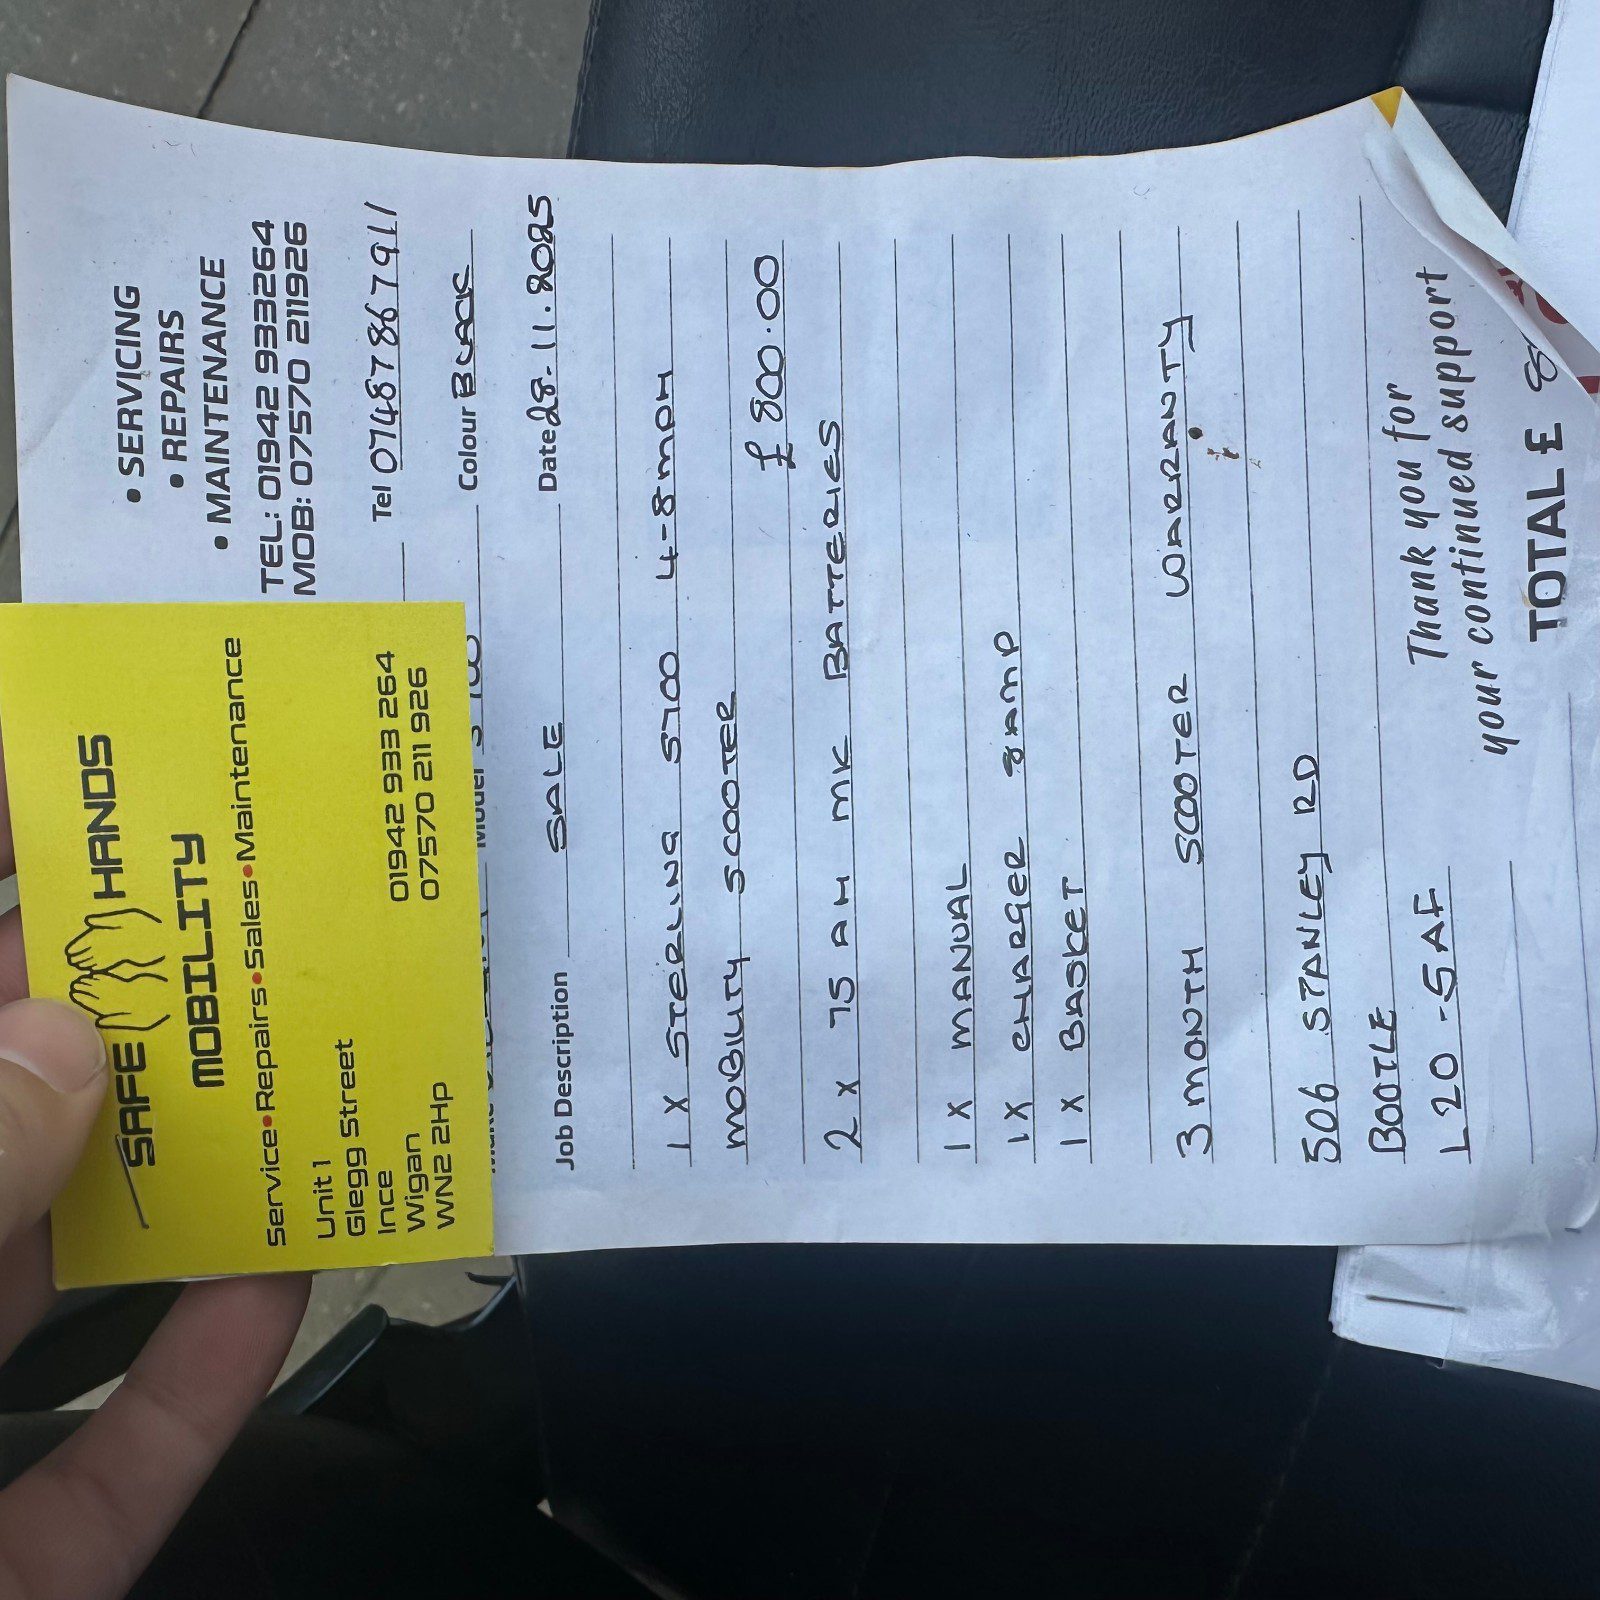 SAFE HANDS
MOBILITY
Service•Repairs•Sales•Maintenance
Unit 1
Glegg Street
Ince
Wigan
WN2 2Hp
01942 933 264
07570 211 926
• SERVICING
• REPAIRS
• MAINTENANCE
TEL: 01942 933264
MOB: 07570 211926
Tel 07487867911
Colour BLACK
Job Description SALE Date 28.11.2025
1 X STERLING S700 4-8MPH
MOBILITY SCOOTER
£800.00
2 X 75 AH MK BATTERIES
1 X MANUAL
1X CHARGER 8AMP
1 X BASKET
3 MONTH SCOOTER WARRANTY
506 STANLEY RD
BOOTLE
L20-5AF
Thank you for
your continued support
TOTAL £